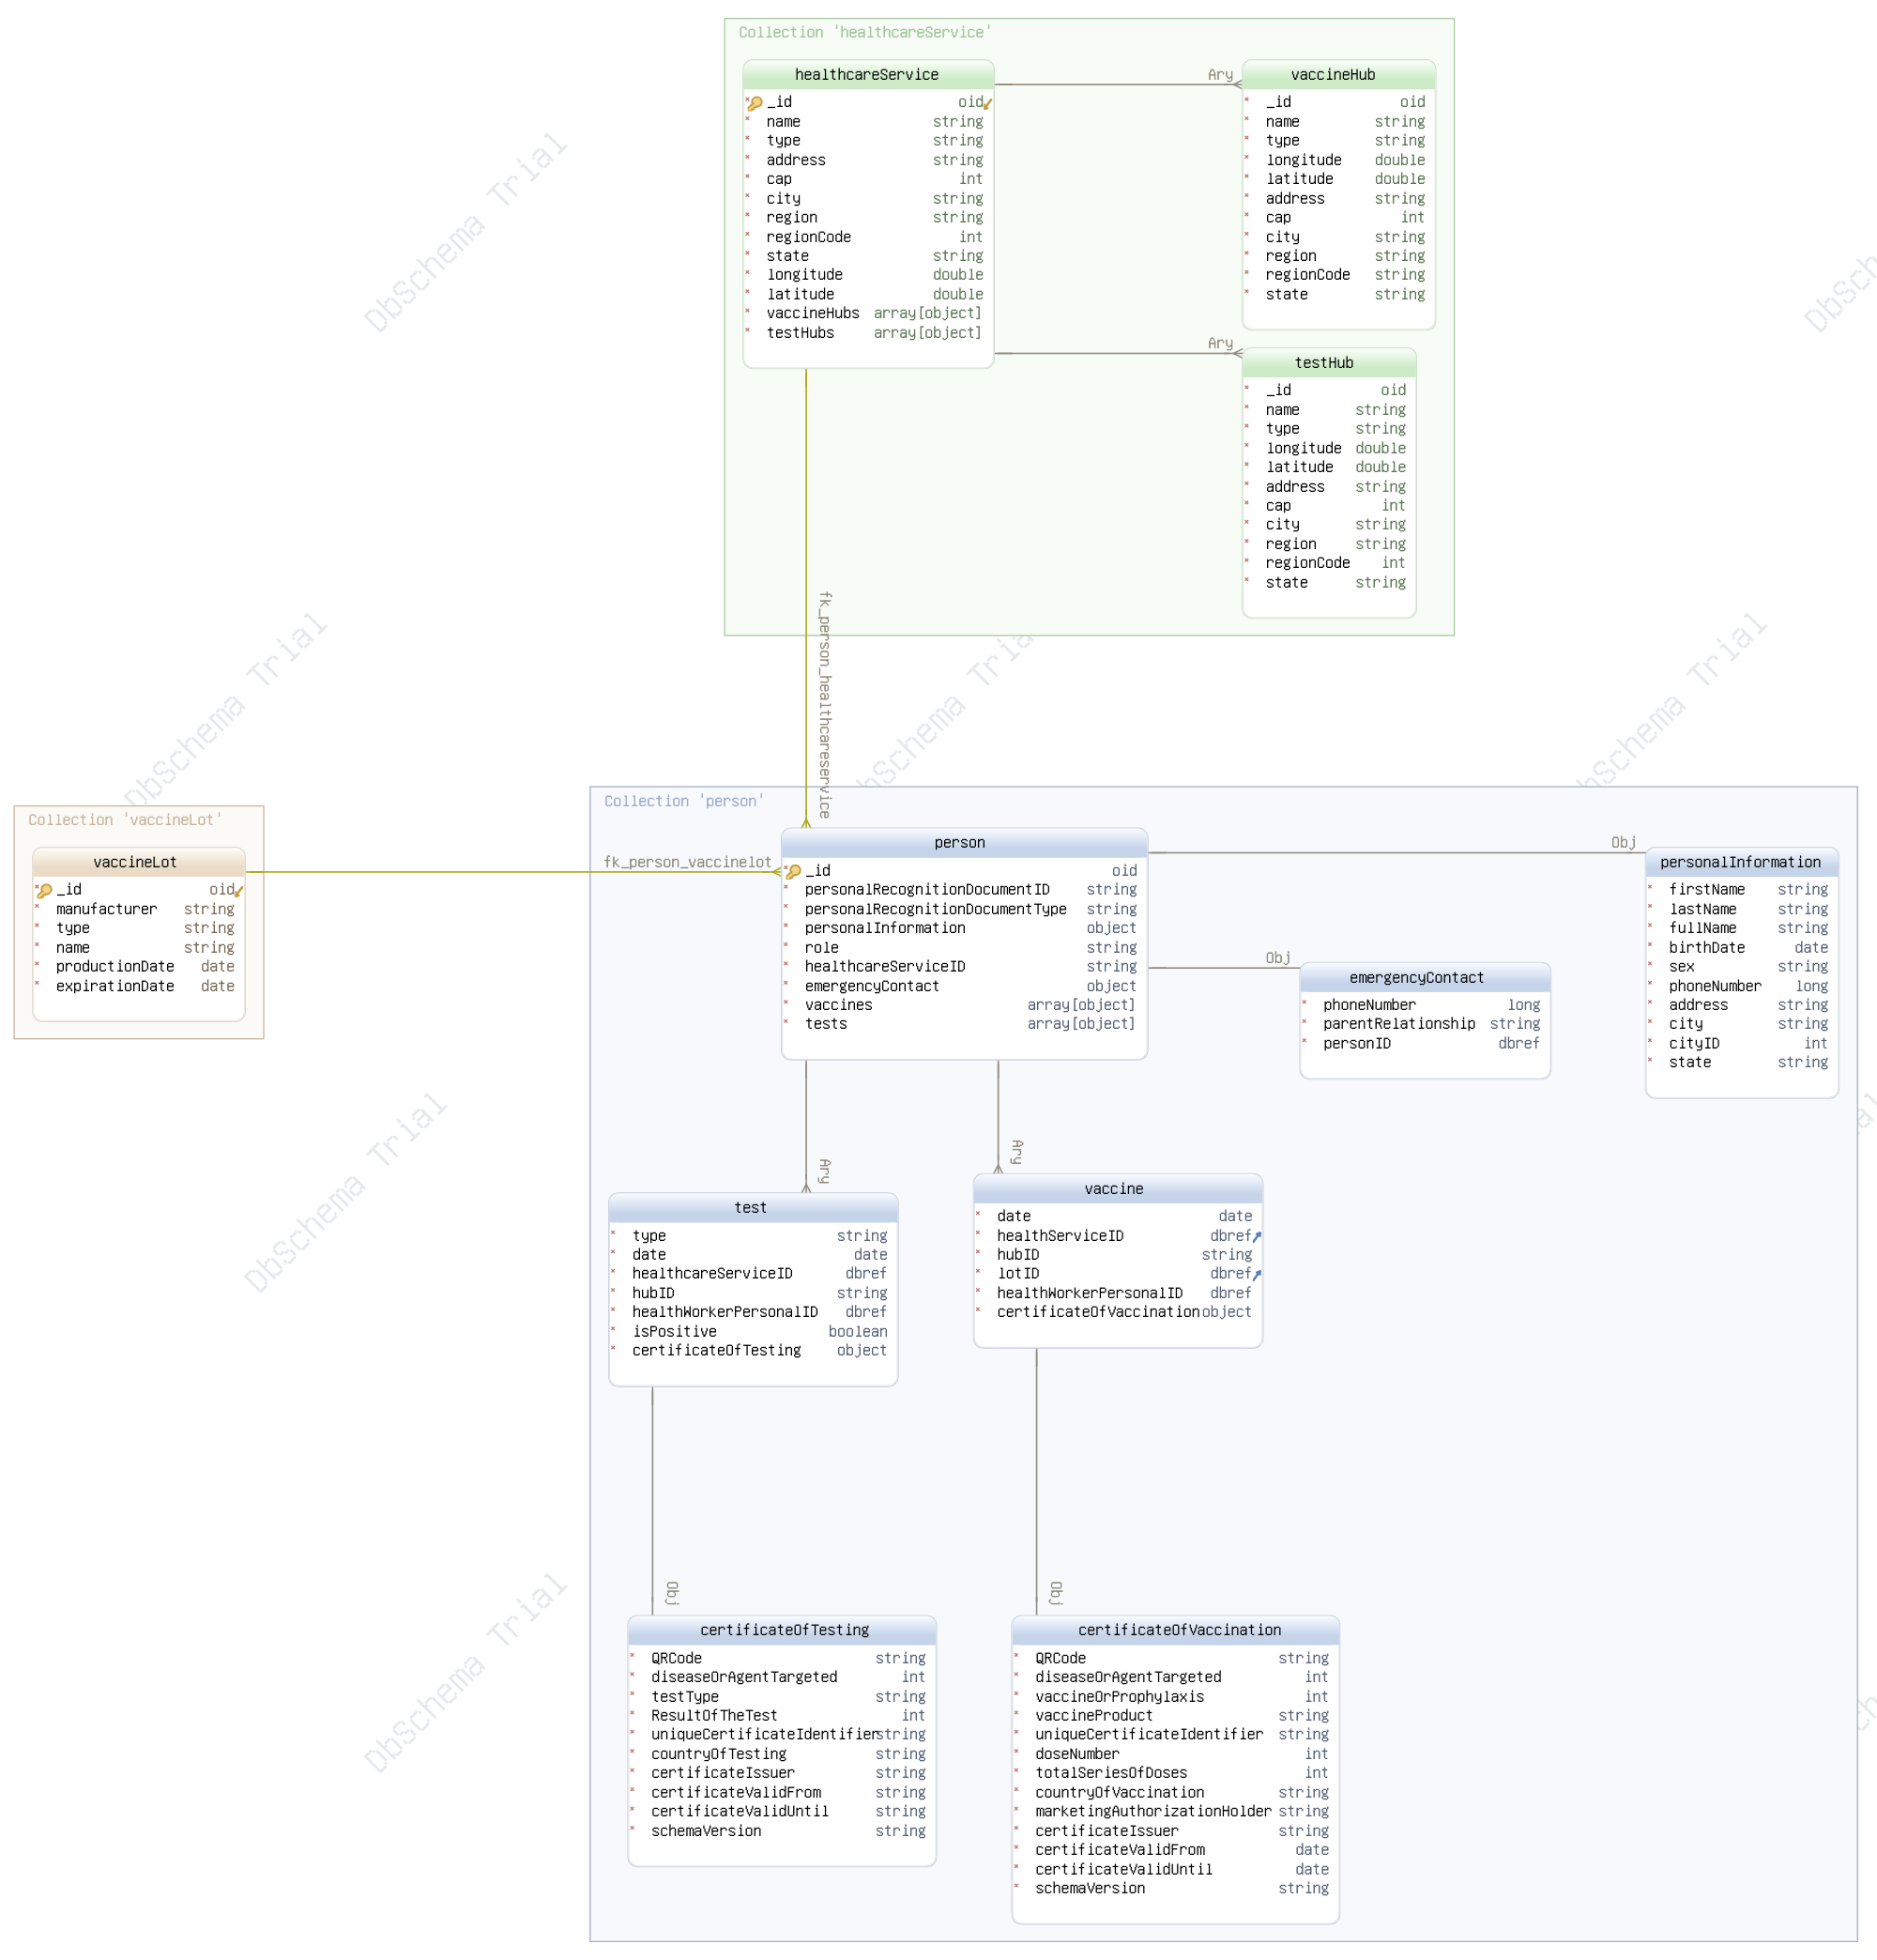 Collection 'healthcareService'
healthcareService
_id oid
name string
type string
address string
cap int
city string
region string
regionCode int
state string
longitude double
latitude double
vaccineHubs array[object]
testHubs array[object]
Ary
vaccineHub
_id oid
name string
type string
longitude double
latitude double
address string
cap int
city string
region string
regionCode string
state string
Ary
testHub
_id oid
name string
type string
longitude double
latitude double
address string
cap int
city string
region string
regionCode int
state string
fk_person_healthcareservice
Collection 'vaccineLot'
vaccineLot
_id oid
manufacturer string
type string
name string
productionDate date
expirationDate date
fk_person_vaccinelot
Collection 'person'
person
_id oid
personalRecognitionDocumentID string
personalRecognitionDocumentType string
personalInformation object
role string
healthcareServiceID string
emergencyContact object
vaccines array[object]
tests array[object]
Obj
personalInformation
firstName string
lastName string
fullName string
birthDate date
sex string
phoneNumber long
address string
city string
cityID int
state string
Obj
emergencyContact
phoneNumber long
parentRelationship string
personID dbref
Ary
test
type string
date date
healthcareServiceID dbref
hubID string
healthWorkerPersonalID dbref
isPositive boolean
certificateOfTesting object
Ary
vaccine
date date
healthServiceID dbref
hubID string
lotID dbref
healthWorkerPersonalID dbref
certificateOfVaccination object
Obj
certificateOfTesting
QRCode string
diseaseOrAgentTargeted int
testType string
ResultOfTheTest int
uniqueCertificateIdentifier string
countryOfTesting string
certificateIssuer string
certificateValidFrom string
certificateValidUntil string
schemaVersion string
Obj
certificateOfVaccination
QRCode string
diseaseOrAgentTargeted int
vaccineOrProphylaxis int
vaccineProduct string
uniqueCertificateIdentifier string
doseNumber int
totalSeriesOfDoses int
countryOfVaccination string
marketingAuthorizationHolder string
certificateIssuer string
certificateValidFrom date
certificateValidUntil date
schemaVersion string
DbSchema Trial
DbSchema Trial
DbSchema Trial
DbSchema Trial
DbSchema Trial
DbSchema Trial